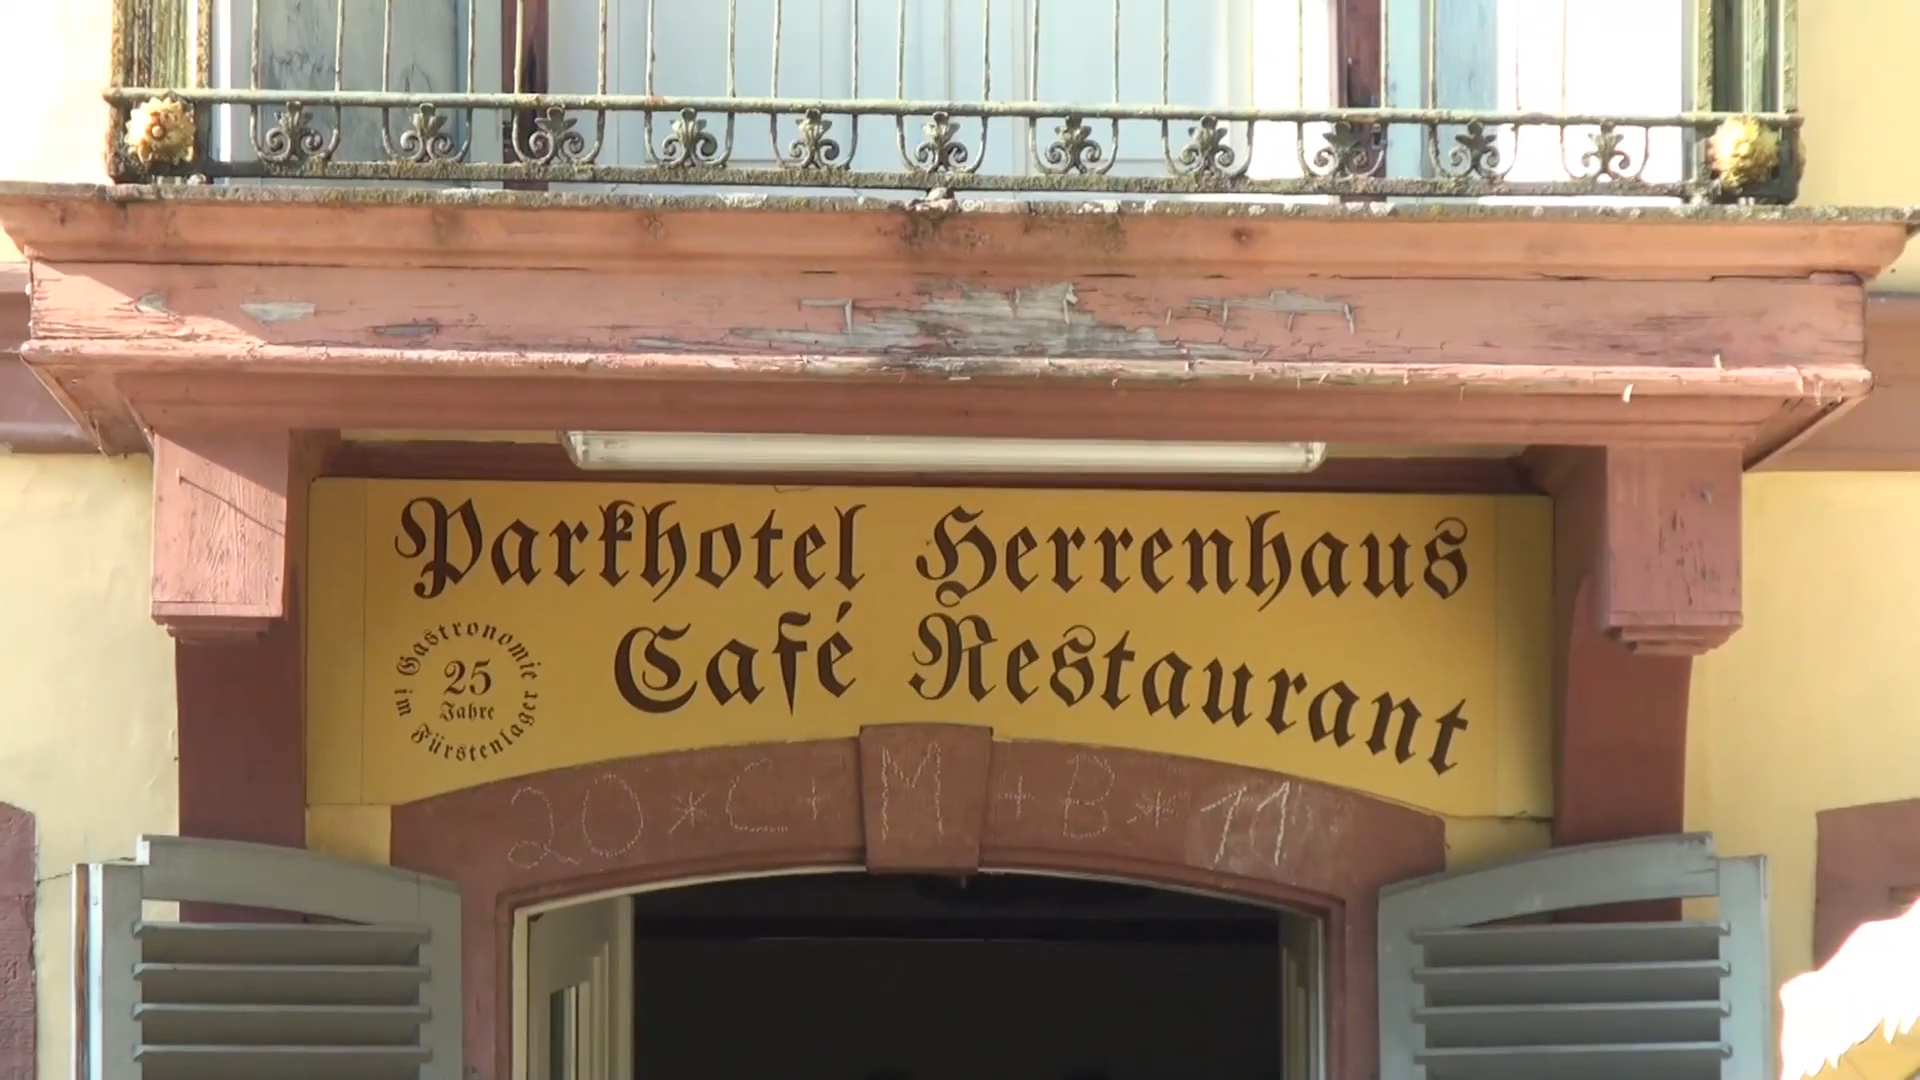 Parkhotel Herrenhaus
Café Restaurant
25
Jahre
Gastronomie
im Fürstenlager
20*C+M+B*11